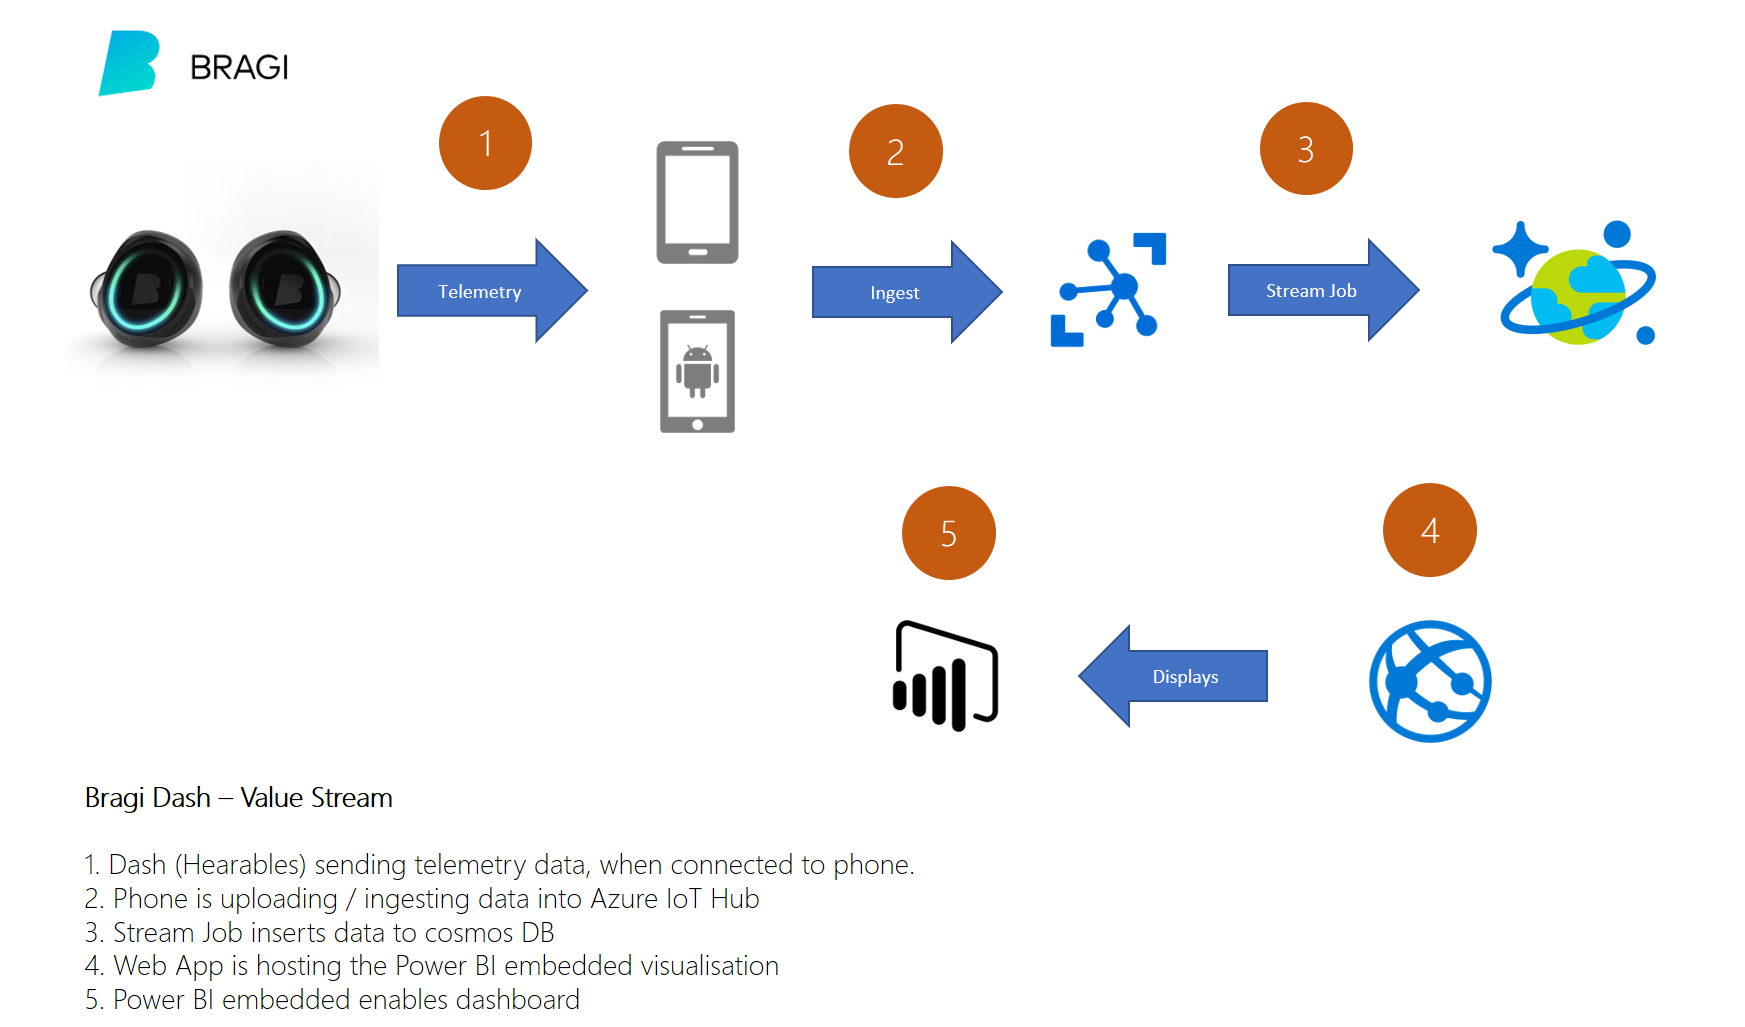 BRAGI
1
2
3
Telemetry
Ingest
Stream Job
5
4
Displays
Bragi Dash – Value Stream
1. Dash (Hearables) sending telemetry data, when connected to phone.
2. Phone is uploading / ingesting data into Azure IoT Hub
3. Stream Job inserts data to cosmos DB
4. Web App is hosting the Power BI embedded visualisation
5. Power BI embedded enables dashboard